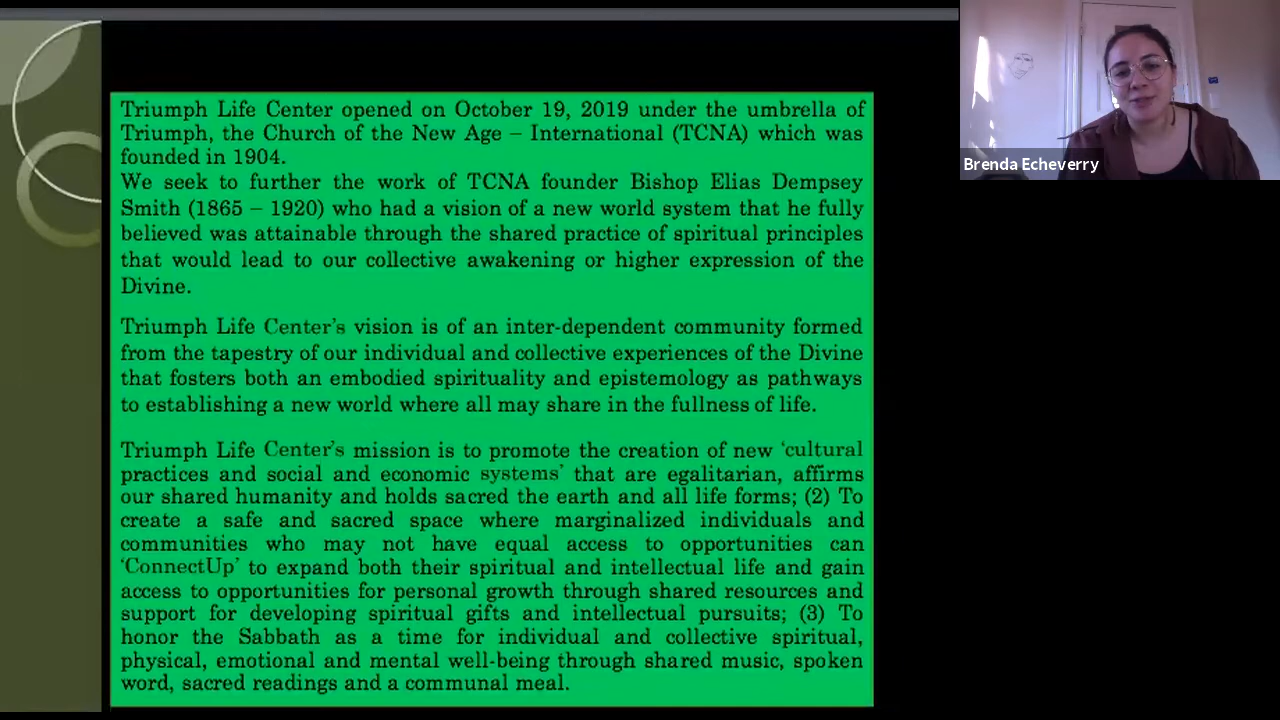 Triumph Life Center opened on October 19, 2019 under the umbrella of
Triumph, the Church of the New Age – International (TCNA) which was
founded in 1904.
We seek to further the work of TCNA founder Bishop Elias Dempsey
Smith (1865 – 1920) who had a vision of a new world system that he fully
believed was attainable through the shared practice of spiritual principles
that would lead to our collective awakening or higher expression of the
Divine.
Triumph Life Center's vision is of an inter-dependent community formed
from the tapestry of our individual and collective experiences of the Divine
that fosters both an embodied spirituality and epistemology as pathways
to establishing a new world where all may share in the fullness of life.
Triumph Life Center's mission is to promote the creation of new 'cultural
practices and social and economic systems' that are egalitarian, affirms
our shared humanity and holds sacred the earth and all life forms; (2) To
create a safe and sacred space where marginalized individuals and
communities who may not have equal access to opportunities can
'ConnectUp' to expand both their spiritual and intellectual life and gain
access to opportunities for personal growth through shared resources and
support for developing spiritual gifts and intellectual pursuits; (3) To
honor the Sabbath as a time for individual and collective spiritual,
physical, emotional and mental well-being through shared music, spoken
word, sacred readings and a communal meal.
Brenda Echeverry